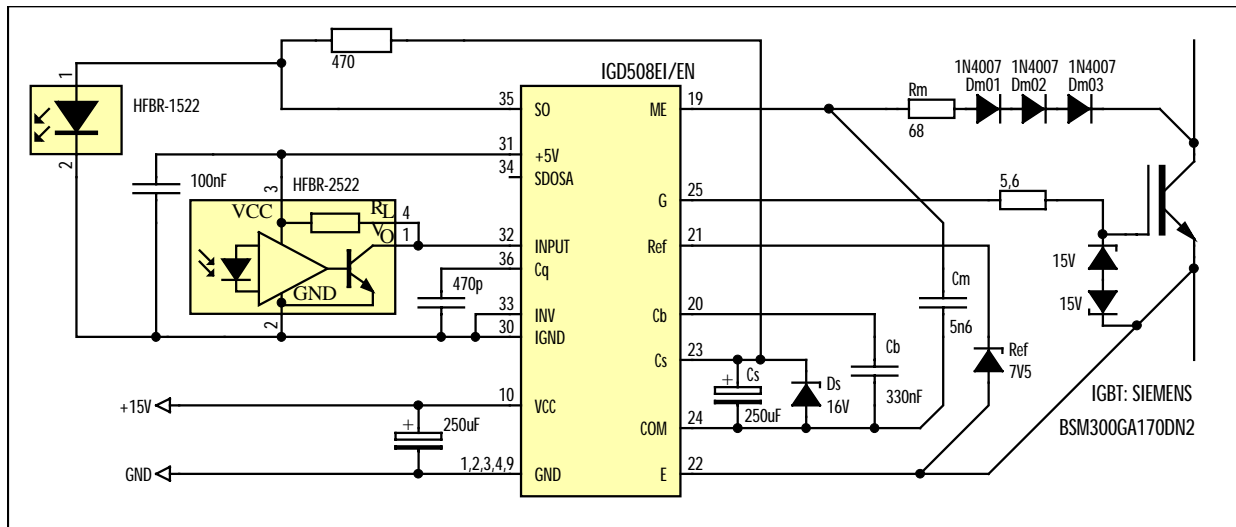 470
IGD508EI/EN
1N4007 1N4007 1N4007
Dm01 Dm02 Dm03
1
HFBR-1522
2
35 SO
ME 19
Rm
68
31 +5V
34 SDOSA
100nF
3
HFBR-2522
VCC
RL 4
VO 1
GND
2
G 25
5,6
32 INPUT
Ref 21
36 Cq
470p
33 INV
30 IGND
Cb 20
Cm
5n6
15V
15V
Cs 23
+ Cs
250uF
Ds
16V
Cb
330nF
Ref
7V5
IGBT: SIEMENS
BSM300GA170DN2
+15V
10 VCC
+
250uF
COM 24
GND
1,2,3,4,9 GND
E 22